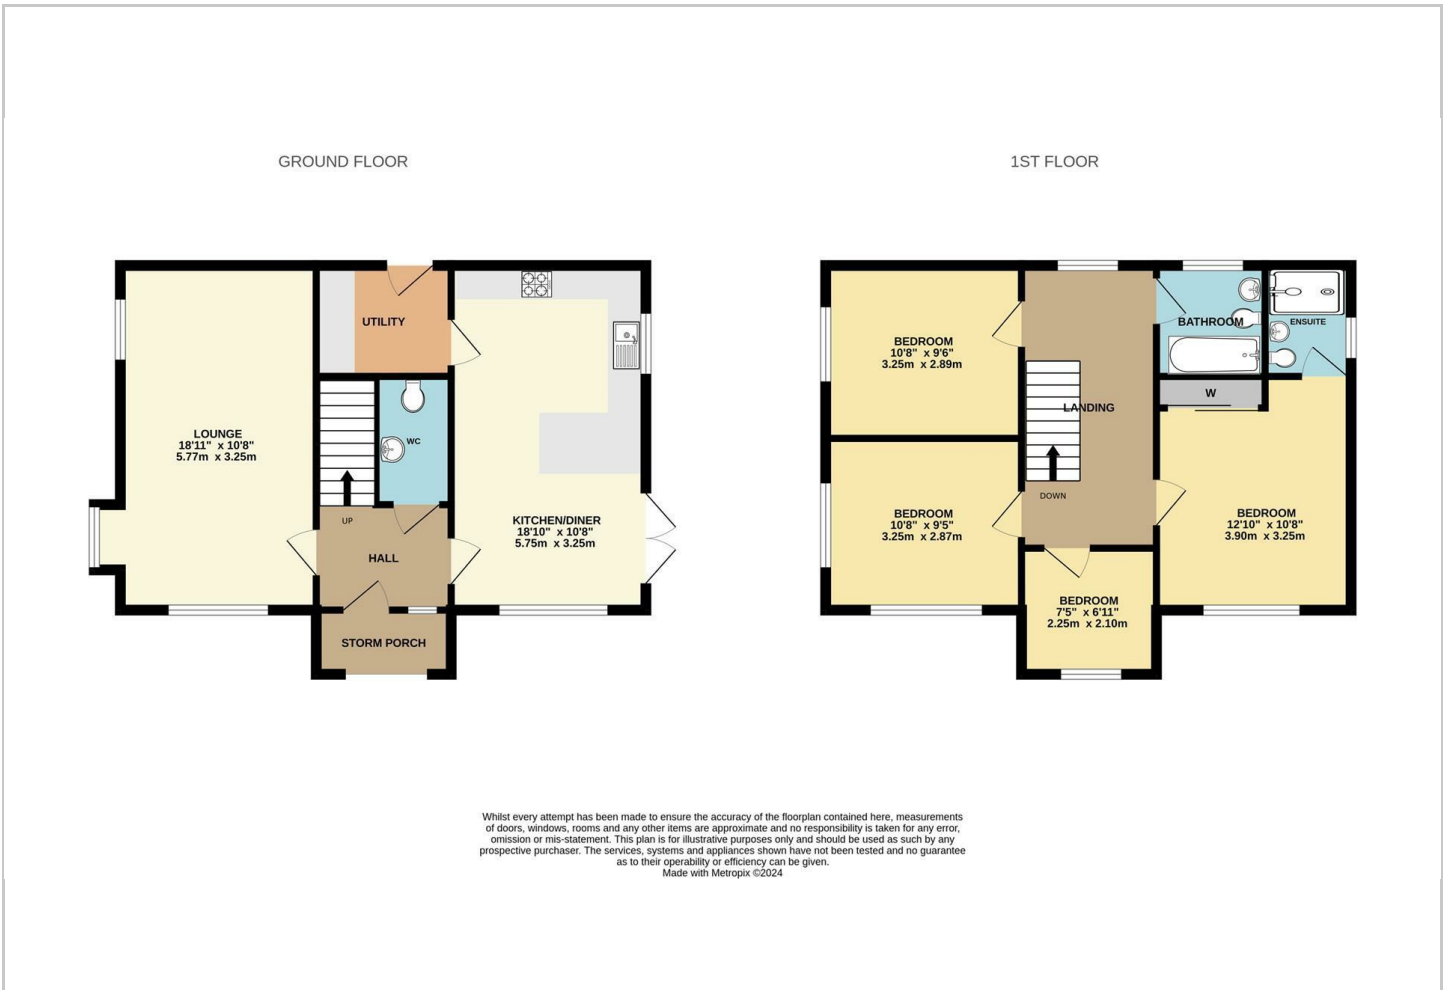 GROUND FLOOR
LOUNGE
18'11" x 10'8"
5.77m x 3.25m
UTILITY
WC
UP
HALL
STORM PORCH
KITCHEN/DINER
18'10" x 10'8
5.75m x 3.25m
1ST FLOOR
BEDROOM
10'8" x 9'6"
3.25m x 2.89m
LANDING
BATHROOM
ENSUITE
W
DOWN
BEDROOM
10'8" x 9'5"
3.25m x 2.87m
BEDROOM
12'10" x 10'8"
3.90m x 3.25m
BEDROOM
7'5" x 6'11"
2.25m x 2.10m
Whilst every attempt has been made to ensure the accuracy of the floorplan contained here, measurements
of doors, windows, rooms and any other items are approximate and no responsibility is taken for any error,
omission or mis-statement. This plan is for illustrative purposes only and should be used as such by any
prospective purchaser. The services, systems and appliances shown have not been tested and no guarantee
as to their operability or efficiency can be given.
Made with Metropix ©2024